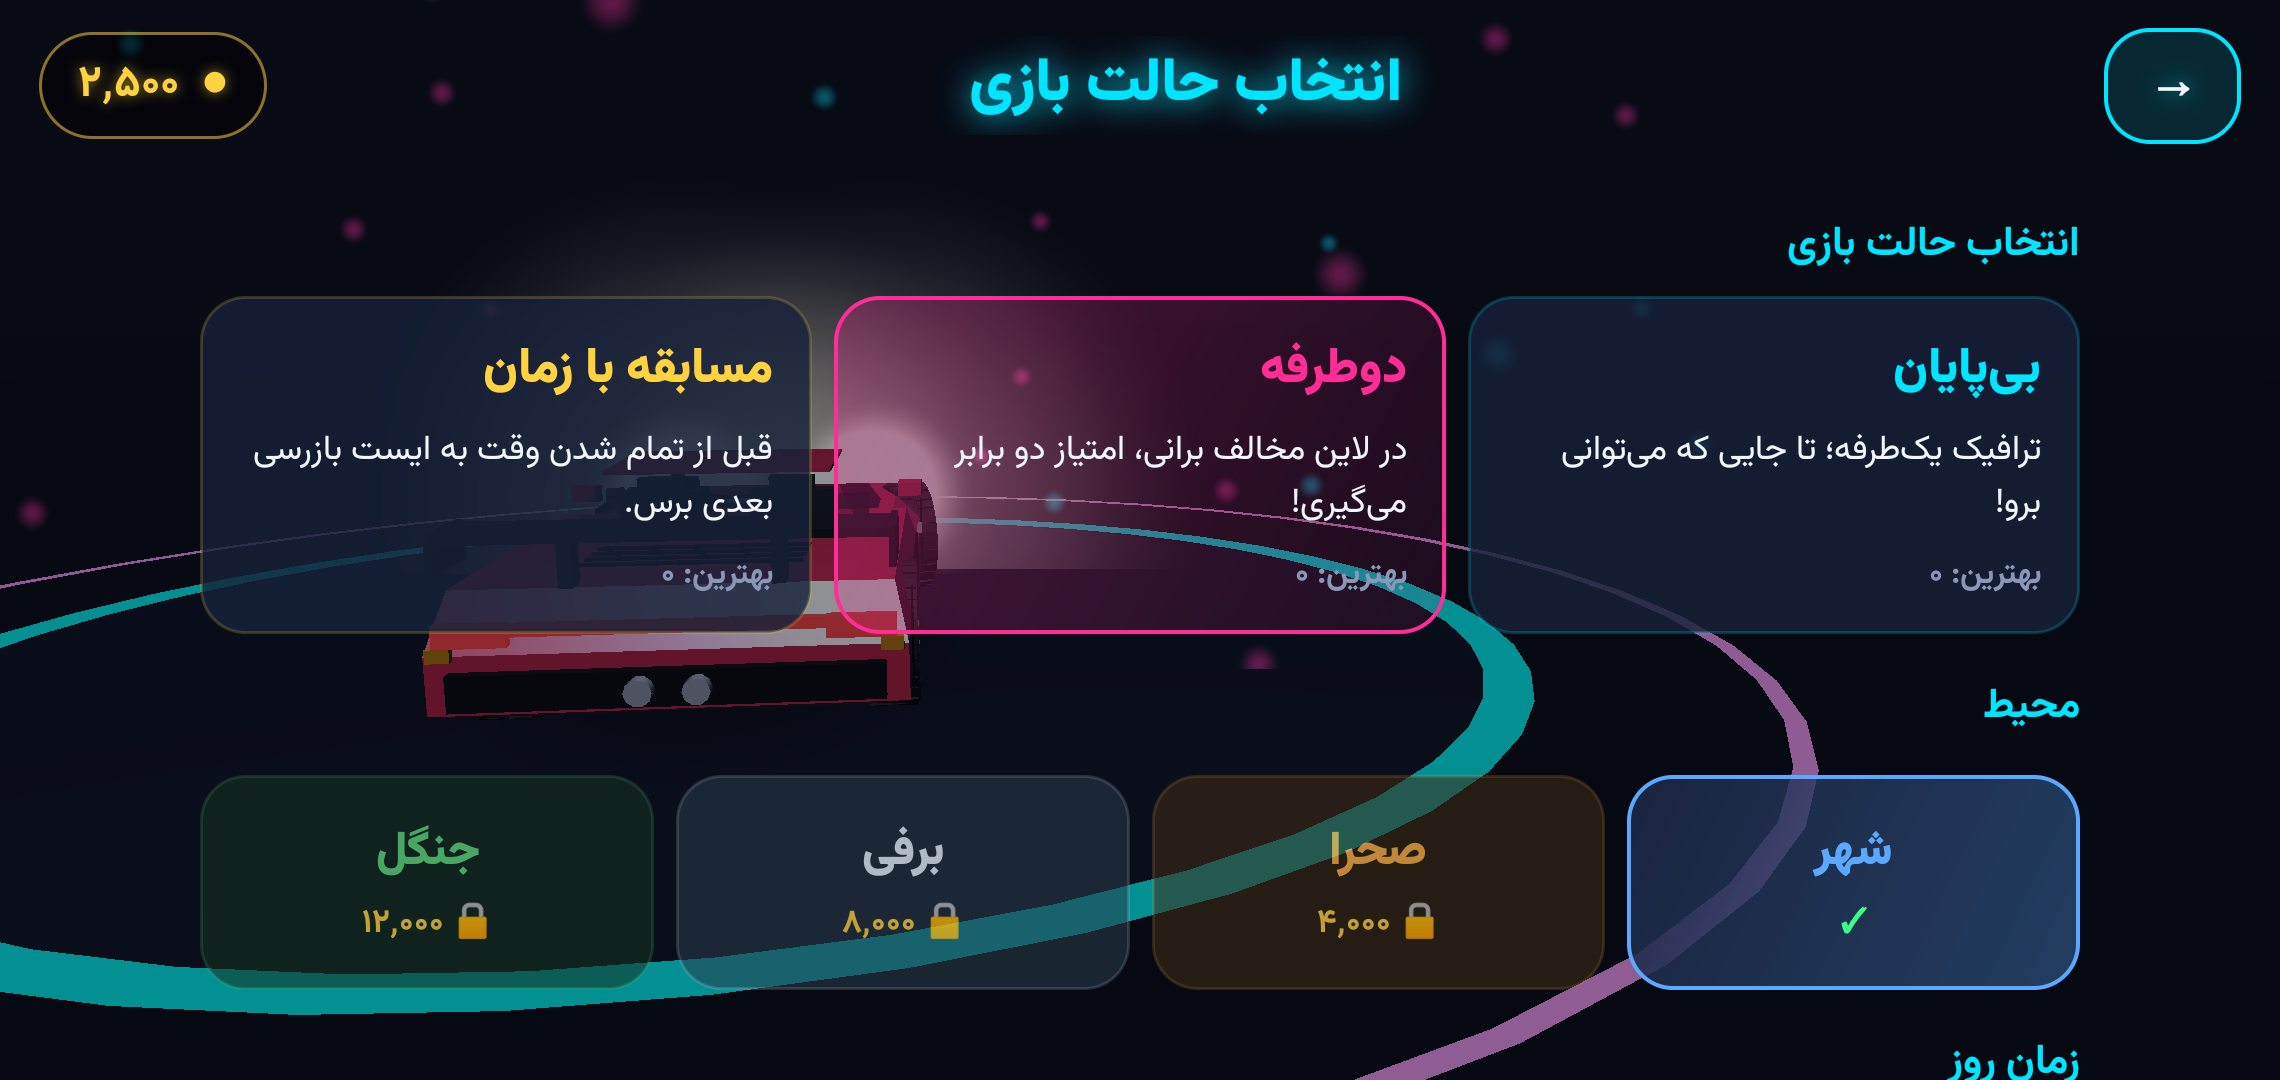 →
انتخاب حالت بازی
۲,۵۰۰
انتخاب حالت بازی
بی‌پایان
ترافیک یک‌طرفه؛ تا جایی که می‌توانی
برو!
بهترین: ۰
دوطرفه
در لاین مخالف برانی، امتیاز دو برابر
می‌گیری!
بهترین: ۰
مسابقه با زمان
قبل از تمام شدن وقت به ایست بازرسی
بعدی برس.
بهترین: ۰
محیط
شهر
✓
صحرا
🔒 ۴,۰۰۰
برفی
🔒 ۸,۰۰۰
جنگل
🔒 ۱۲,۰۰۰
زمان روز